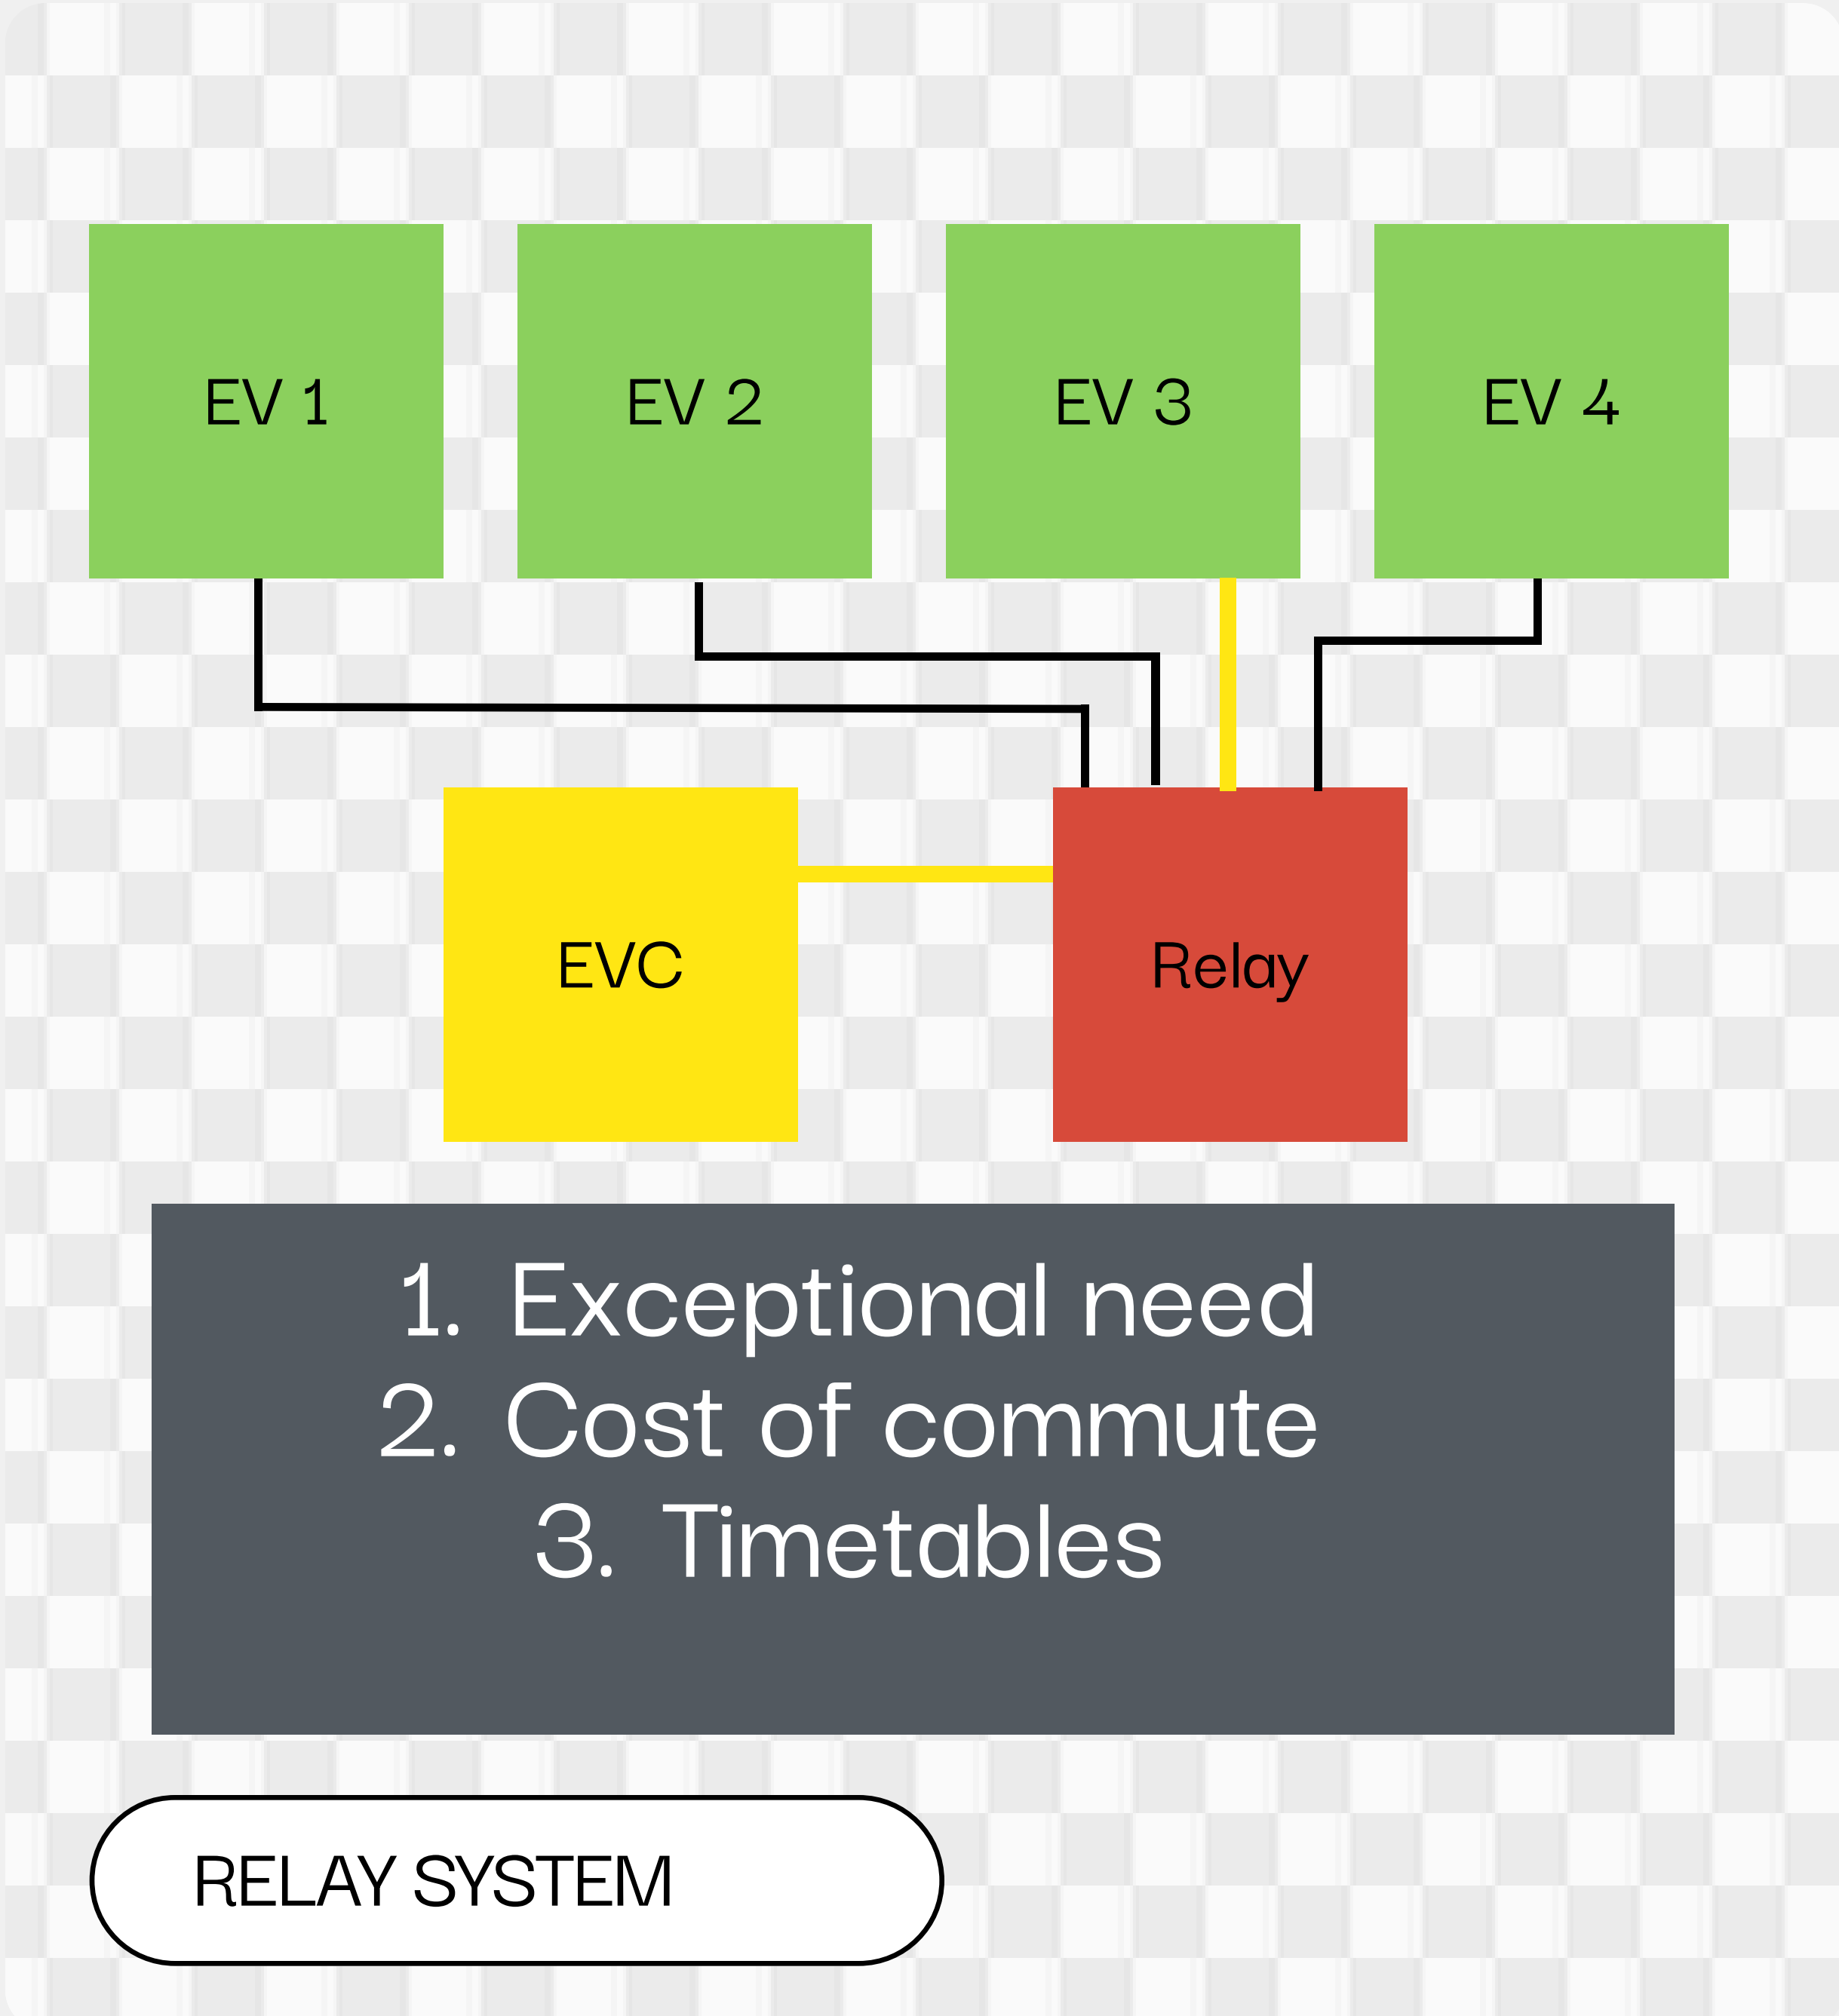 EV 1
EV 2
EV 3
EV 4
EVC
Relay
1. Exceptional need
2. Cost of commute
3. Timetables
RELAY SYSTEM